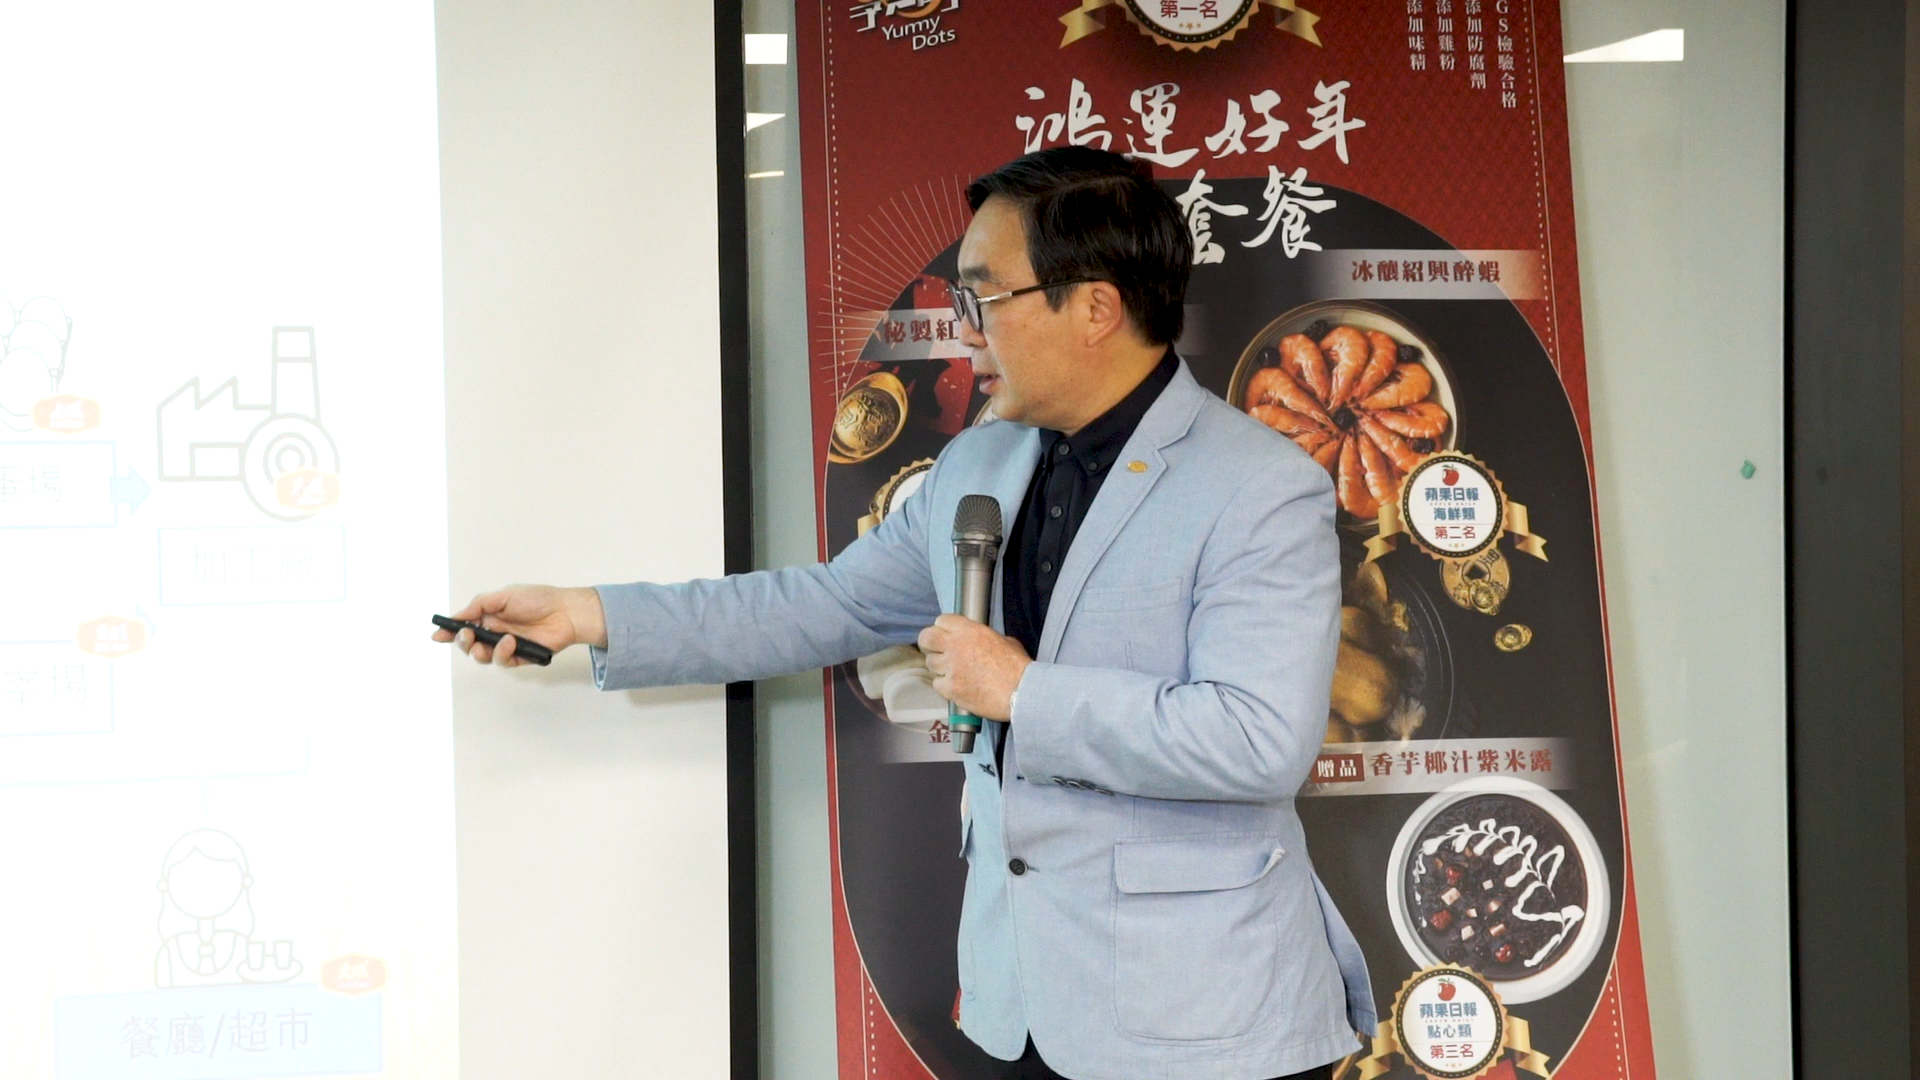 Yummy
Dots
第一名
GS檢驗合格
添加防腐劑
添加雞粉
添加味精
鴻運好年
套餐
冰釀紹興醉蝦
秘製紅
蘋果日報
海鮮類
第二名
金
贈品 香芋椰汁紫米露
蘋果日報
點心類
第三名
蛋場
加工廠
餐廳/超市